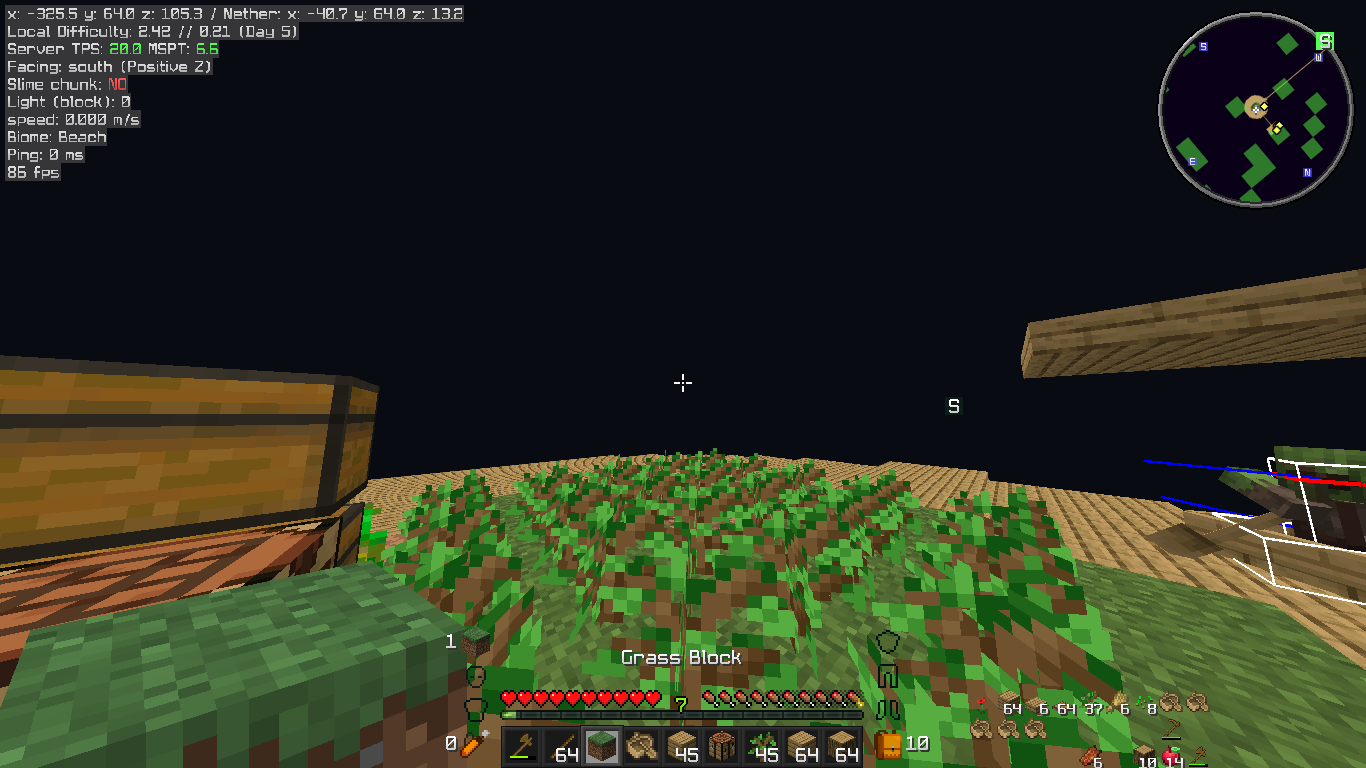 x: -325.5 y: 64.0 z: 105.3 / Nether: x: -40.7 y: 64.0 z: 13.2
Local Difficulty: 2.42 // 0.21 (Day 5)
Server TPS: 20.0 MSPT: 6.6
Facing: south (Positive Z)
Slime chunk: NO
Light (block): 0
speed: 0.000 m/s
Biome: Beach
Ping: 0 ms
86 fps
S
S
W
E
N
S
Grass Block
1
7
0
64
45
45
64
64
10
64 6 64 37 6 8
6 10 14